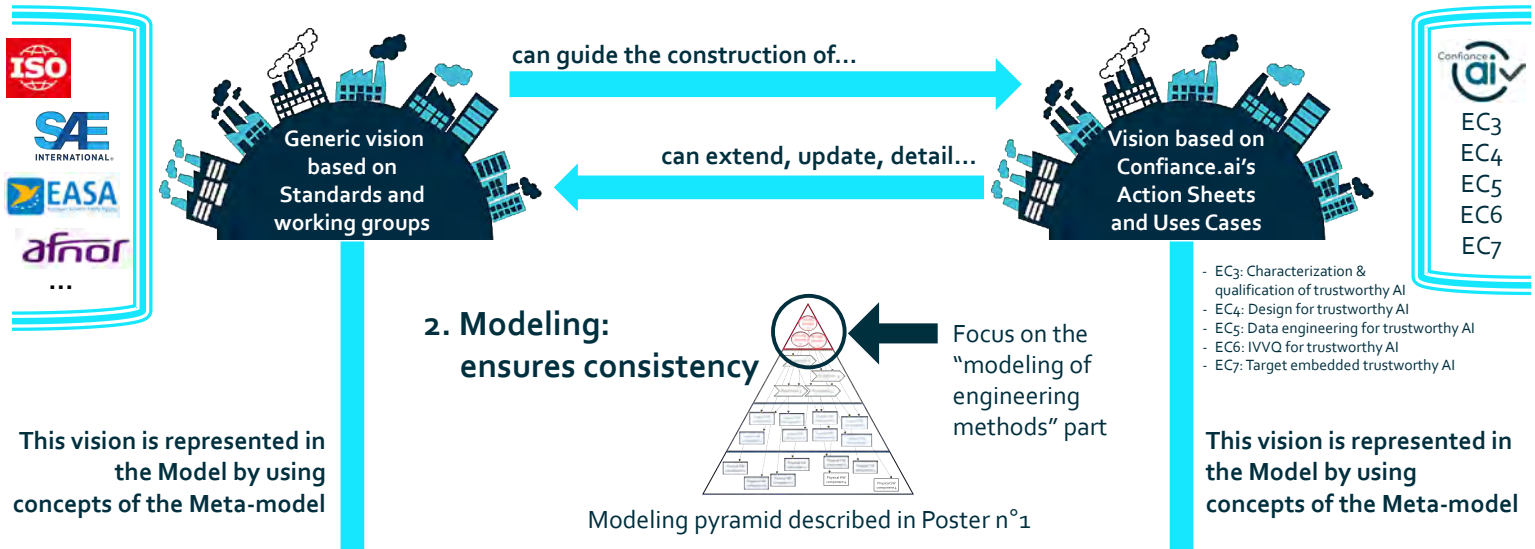 ISO
SAE
INTERNATIONAL®
EASA
afnor
...
Generic vision
based on
Standards and
working groups
can guide the construction of...
can extend, update, detail...
Vision based on
Confiance.ai's
Action Sheets
and Uses Cases
Confiance
ai
EC3
EC4
EC5
EC6
EC7
- EC3: Characterization &
qualification of trustworthy AI
- EC4: Design for trustworthy AI
- EC5: Data engineering for trustworthy AI
- EC6: IVVQ for trustworthy AI
- EC7: Target embedded trustworthy AI
2. Modeling:
ensures consistency
Focus on the
“modeling of
engineering
methods” part
Modeling pyramid described in Poster n°1
This vision is represented in
the Model by using
concepts of the Meta-model
This vision is represented in
the Model by using
concepts of the Meta-model